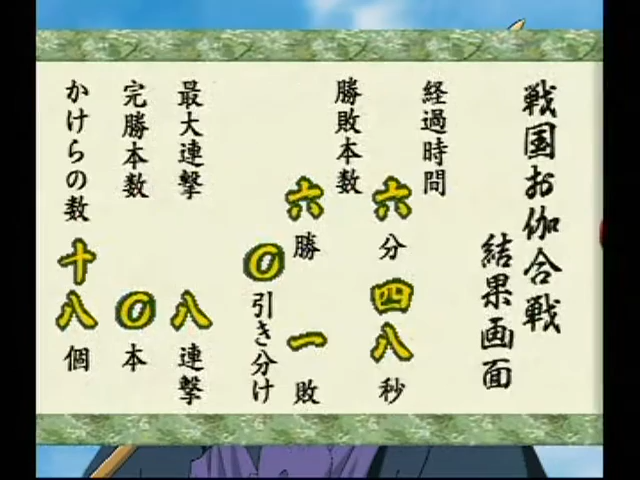 戦国お伽合戦
結果画面
経過時間
六分四八秒
勝敗本数
六勝一敗
0引き分け
最大連撃
八連撃
完勝本数
0本
かけらの数
十八個